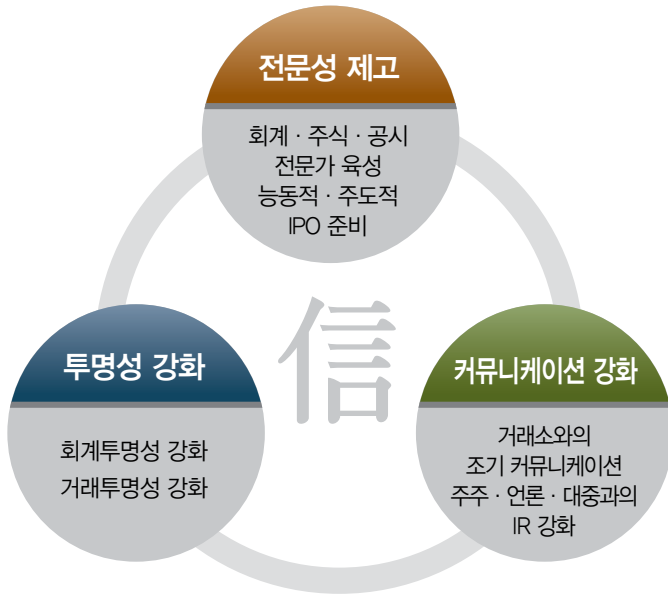 전문성 제고
회계 · 주식 · 공시
전문가 육성
능동적 · 주도적
IPO 준비
信
투명성 강화
회계투명성 강화
거래투명성 강화
커뮤니케이션 강화
거래소와의
조기 커뮤니케이션
주주 · 언론 · 대중과의
IR 강화